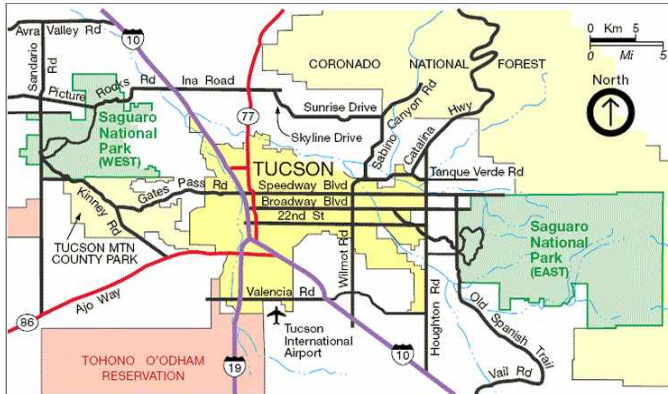 Avra Valley Rd
Sandario Rd
10
CORONADO NATIONAL FOREST
0 Km 5
0 Mi 5
North
Picture Rocks Rd
Ina Road
77
Sunrise Drive
Skyline Drive
Sabino Canyon Rd
Catalina Hwy
Saguaro
National
Park
(WEST)
TUCSON
Tanque Verde Rd
Gates Pass Rd
Speedway Blvd
Broadway Blvd
22nd St
Kinney Rd
TUCSON MTN
COUNTY PARK
Wilmot Rd
Houghton Rd
Saguaro
National
Park
(EAST)
Ajo Way
86
Valencia Rd
Tucson
International
Airport
Old Spanish Trail
TOHONO O'ODHAM
RESERVATION
19
10
Vail Rd